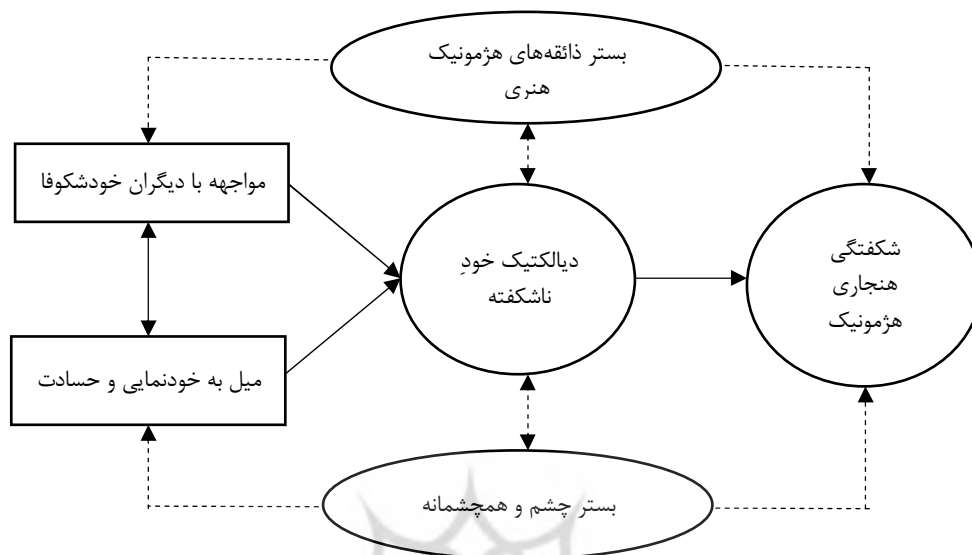 بستر ذائقه‌های هژمونیک
هنری
مواجهه با دیگران خودشکوفا
دیالکتیک خودِ
ناشکفته
شکفتگی
هنجاری
هژمونیک
میل به خودنمایی و حسادت
بستر چشم و همچشمانه